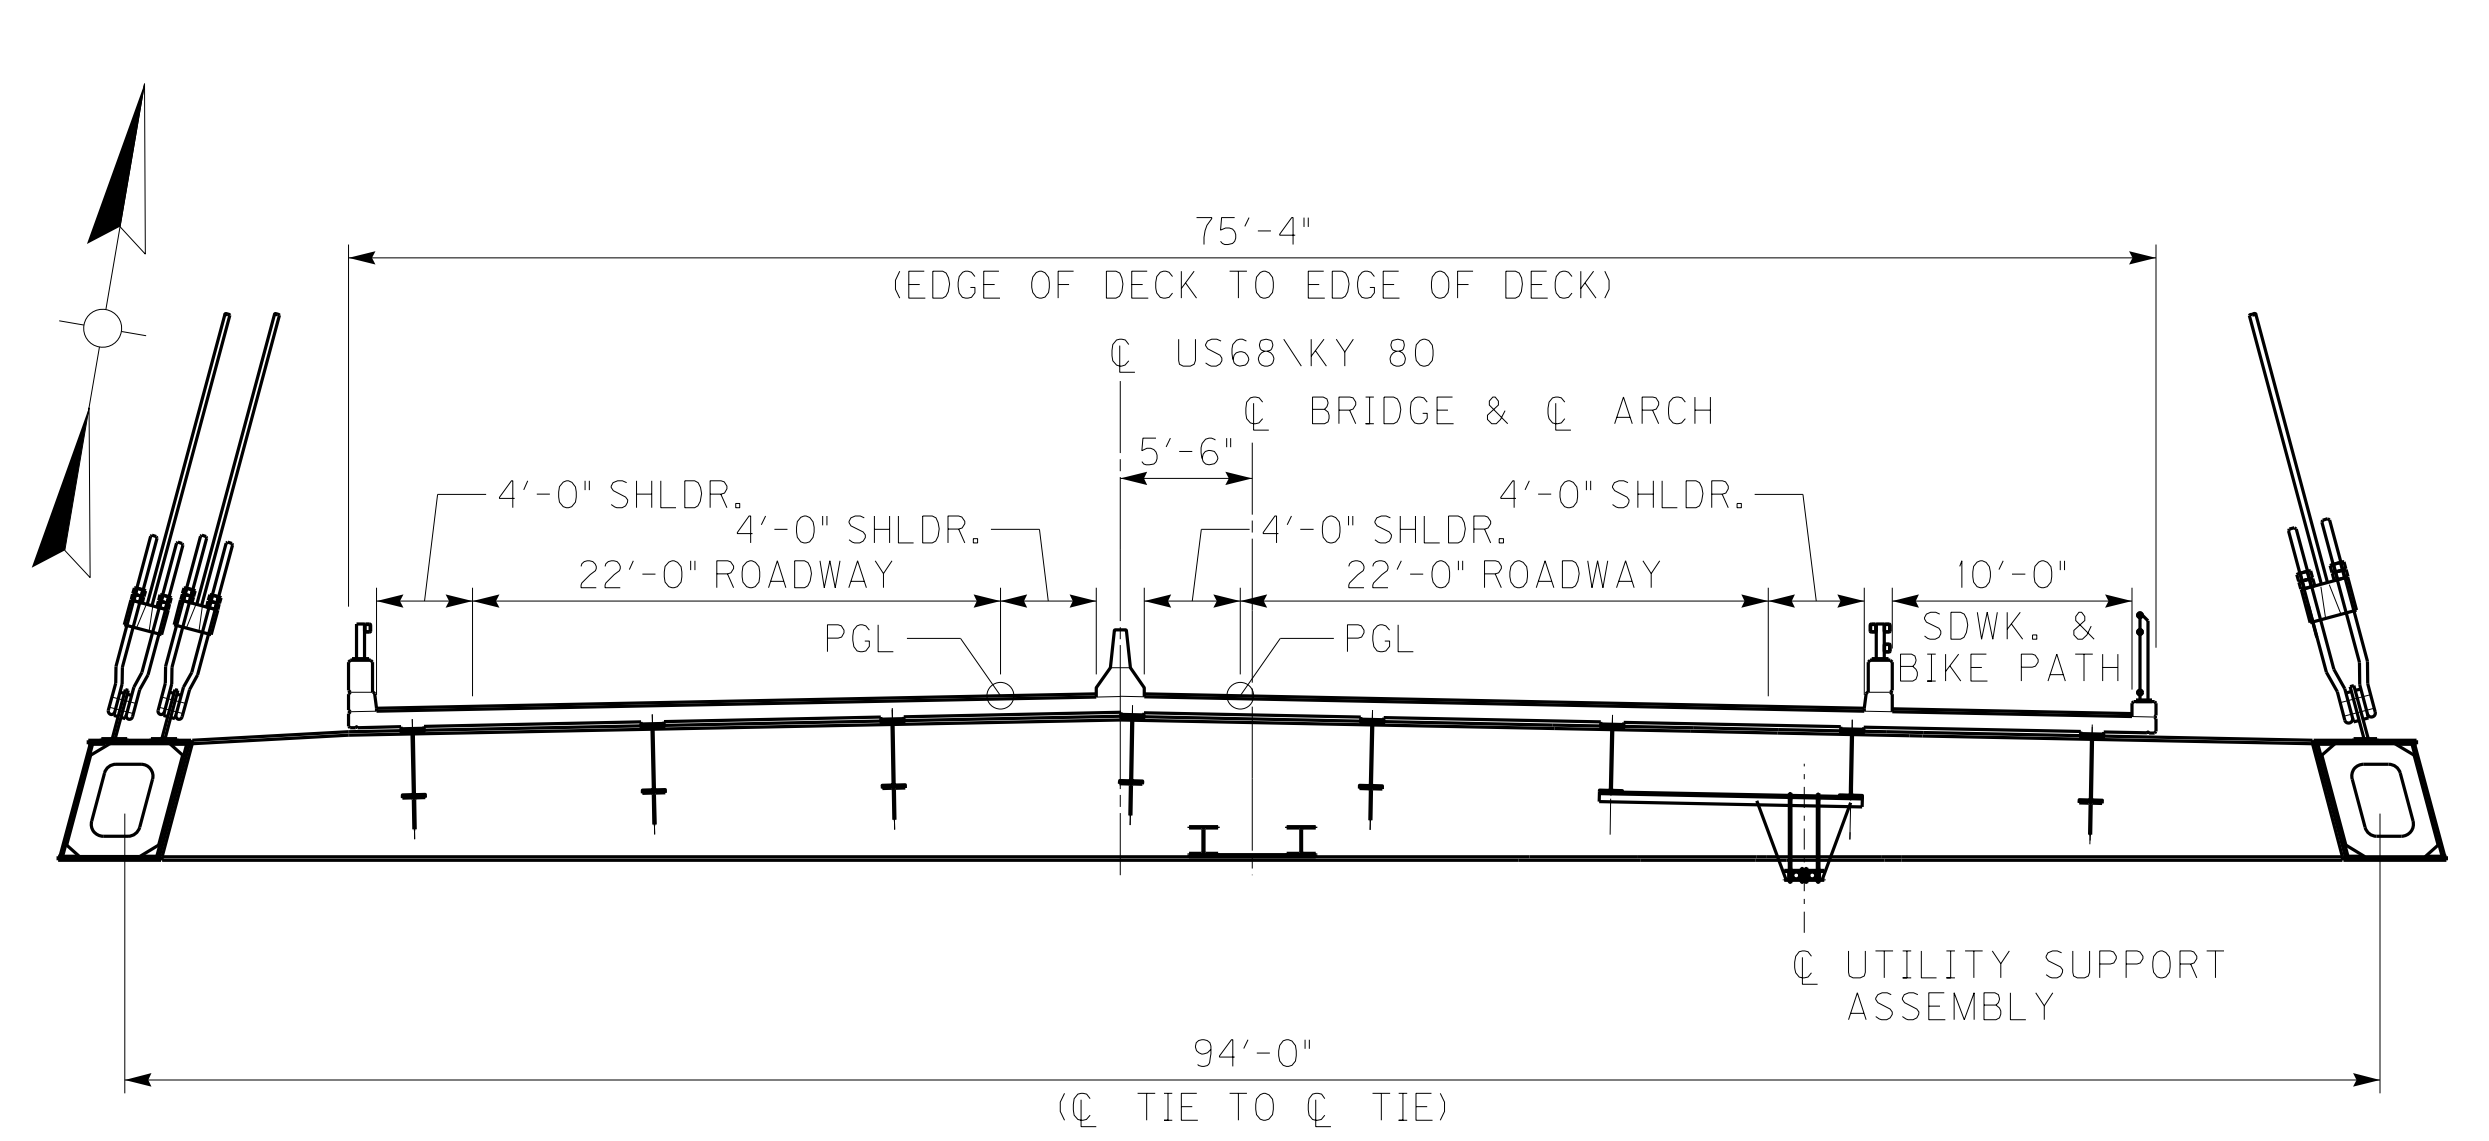 75'-4"
(EDGE OF DECK TO EDGE OF DECK)
℄ US68\KY 80
℄ BRIDGE & ℄ ARCH
5'-6"
4'-0" SHLDR.
4'-0" SHLDR.
4'-0" SHLDR.
4'-0" SHLDR.
22'-0" ROADWAY
22'-0" ROADWAY
10'-0"
SDWK. &
BIKE PATH
PGL
PGL
℄ UTILITY SUPPORT
ASSEMBLY
94'-0"
(℄ TIE TO ℄ TIE)